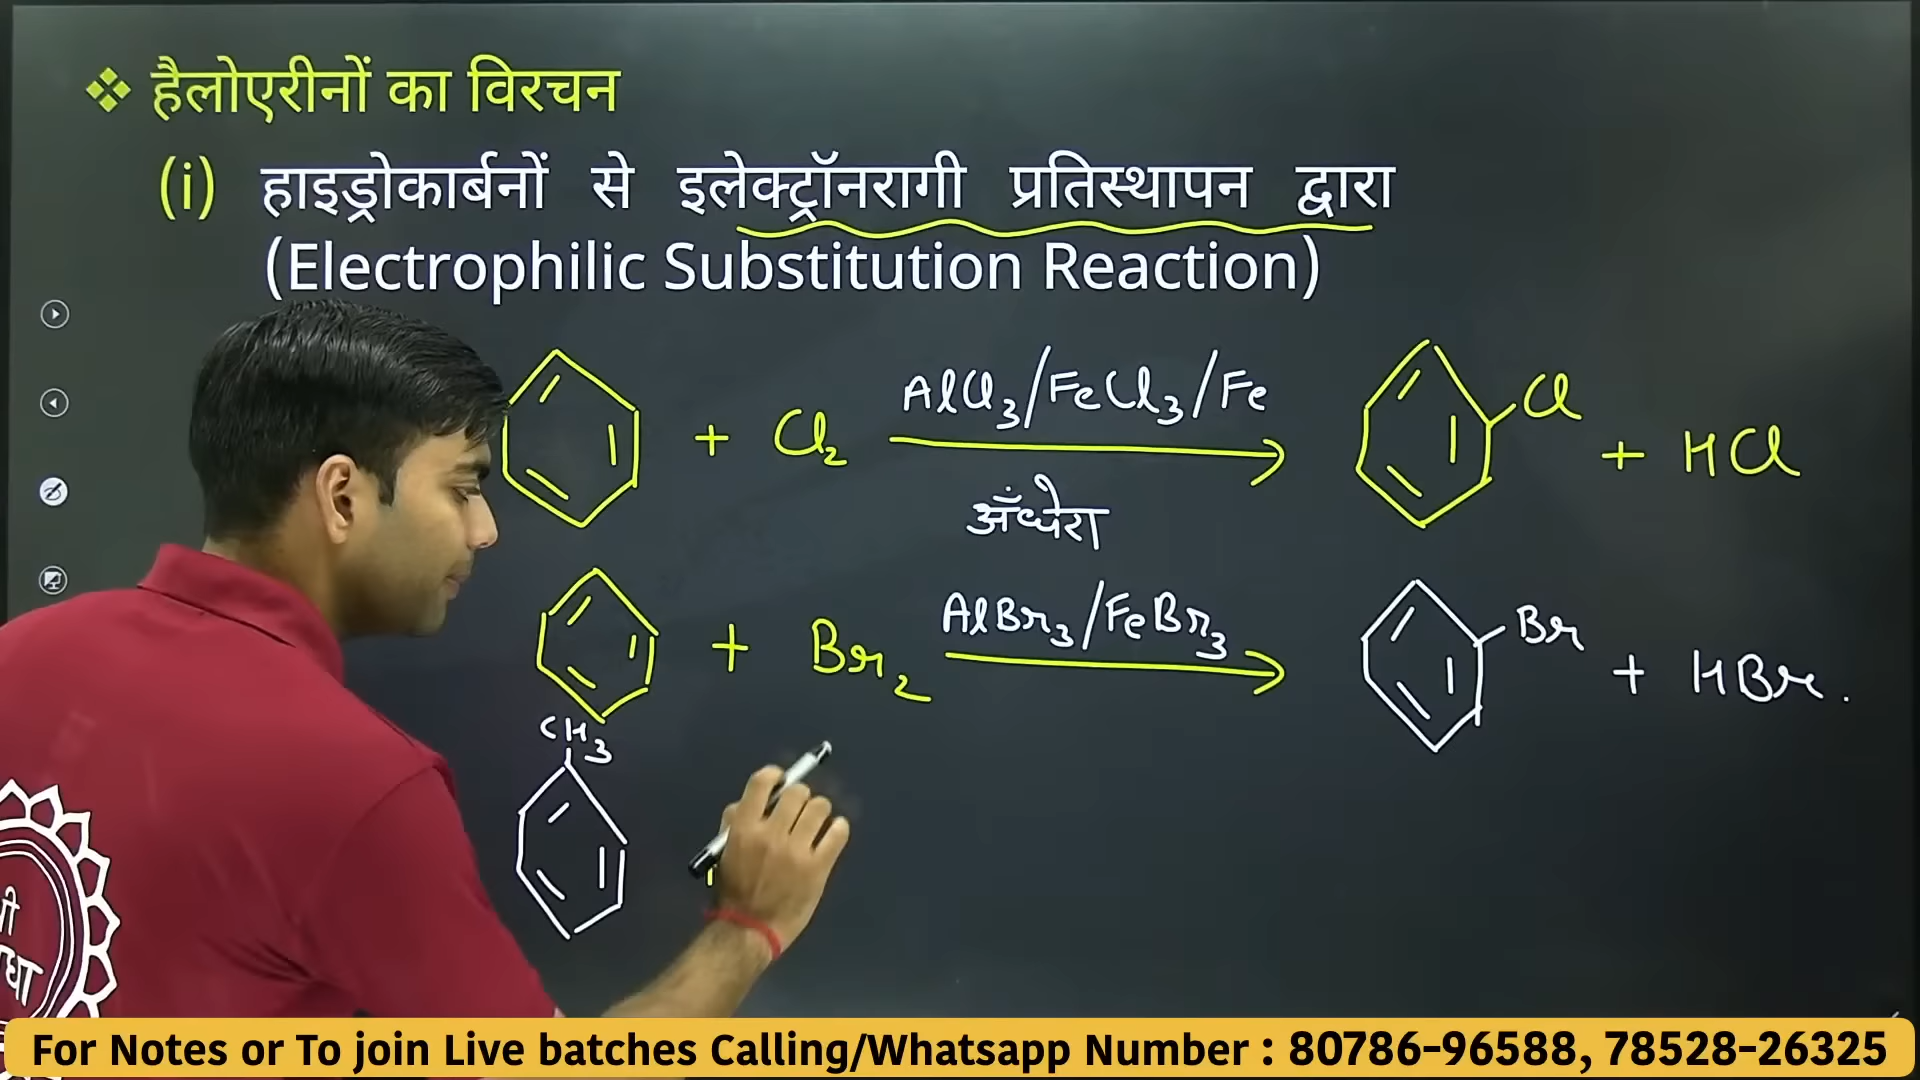 ❖ हैलोएरीनों का विरचन
(i) हाइड्रोकार्बनों से इलेक्ट्रॉनरागी प्रतिस्थापन द्वारा
(Electrophilic Substitution Reaction)
+ Cl₂ AlCl₃/FeCl₃/Fe Cl + HCl
अँधेरा
+ Br₂ AlBr₃/FeBr₃ Br + HBr.
CH₃
For Notes or To join Live batches Calling/Whatsapp Number : 80786-96588, 78528-26325